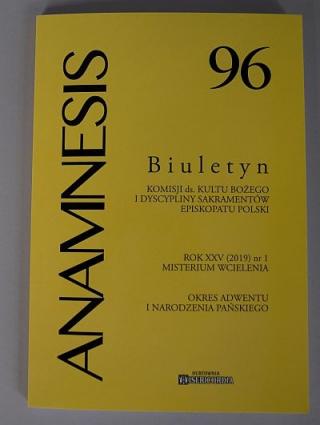 ANAMNESIS
96
Biuletyn
KOMISJI ds. KULTU BOŻEGO
I DYSCYPLINY SAKRAMENTÓW
EPISKOPATU POLSKI
ROK XXV (2019) nr 1
MISTERIUM WCIELENIA
OKRES ADWENTU
I NARODZENIA PAŃSKIEGO
HURTOWNIA
MISERICORDIA